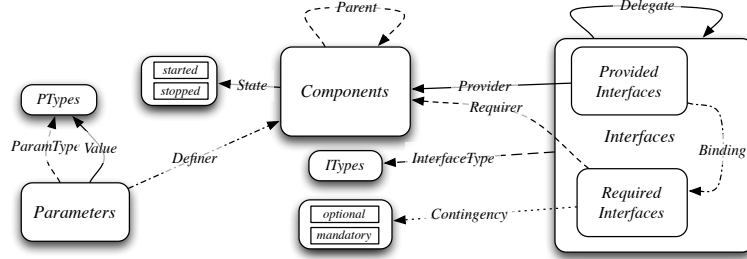 Parent
Delegate
started
stopped
State
Components
Provider
Requirer
Provided
Interfaces
PTypes
ParamType
Value
Definer
Interfaces
Binding
ITypes
InterfaceType
Parameters
optional
mandatory
Contingency
Required
Interfaces